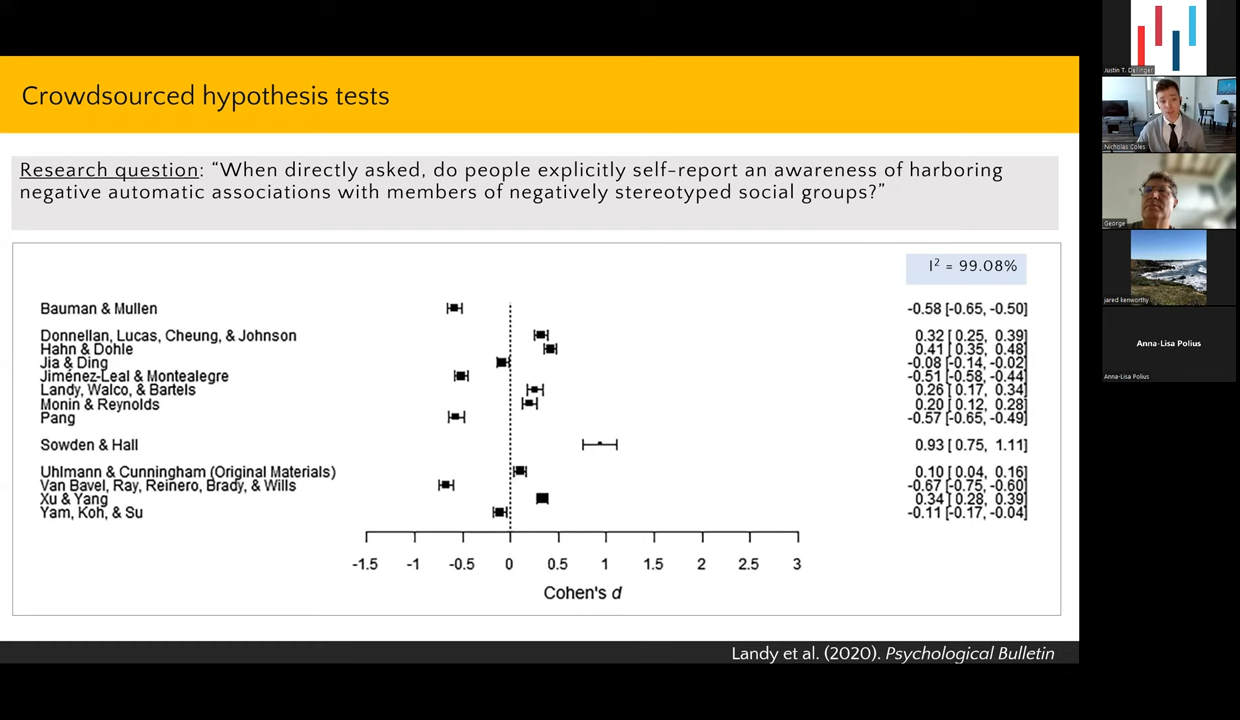 Crowdsourced hypothesis tests
Research question: “When directly asked, do people explicitly self-report an awareness of harboring
negative automatic associations with members of negatively stereotyped social groups?”
I² = 99.08%
Bauman & Mullen -0.58 [-0.65, -0.50]
Donnellan, Lucas, Cheung, & Johnson 0.32 [ 0.25, 0.39]
Hahn & Dohle 0.41 [ 0.35, 0.48]
Jia & Ding -0.08 [-0.14, -0.02]
Jiménez-Leal & Montealegre -0.51 [-0.58, -0.44]
Landy, Walco, & Bartels 0.26 [ 0.17, 0.34]
Monin & Reynolds 0.20 [ 0.12, 0.28]
Pang -0.57 [-0.65, -0.49]
Sowden & Hall 0.93 [ 0.75, 1.11]
Uhlmann & Cunningham (Original Materials) 0.10 [ 0.04, 0.16]
Van Bavel, Ray, Reinero, Brady, & Wills -0.67 [-0.75, -0.60]
Xu & Yang 0.34 [ 0.28, 0.39]
Yam, Koh, & Su -0.11 [-0.17, -0.04]
-1.5 -1 -0.5 0 0.5 1 1.5 2 2.5 3
Cohen's d
Landy et al. (2020). Psychological Bulletin
Justin T. Dellinger
Nicholas Coles
George
jared kenworthy
Anna-Lisa Polius
Anna-Lisa Polius